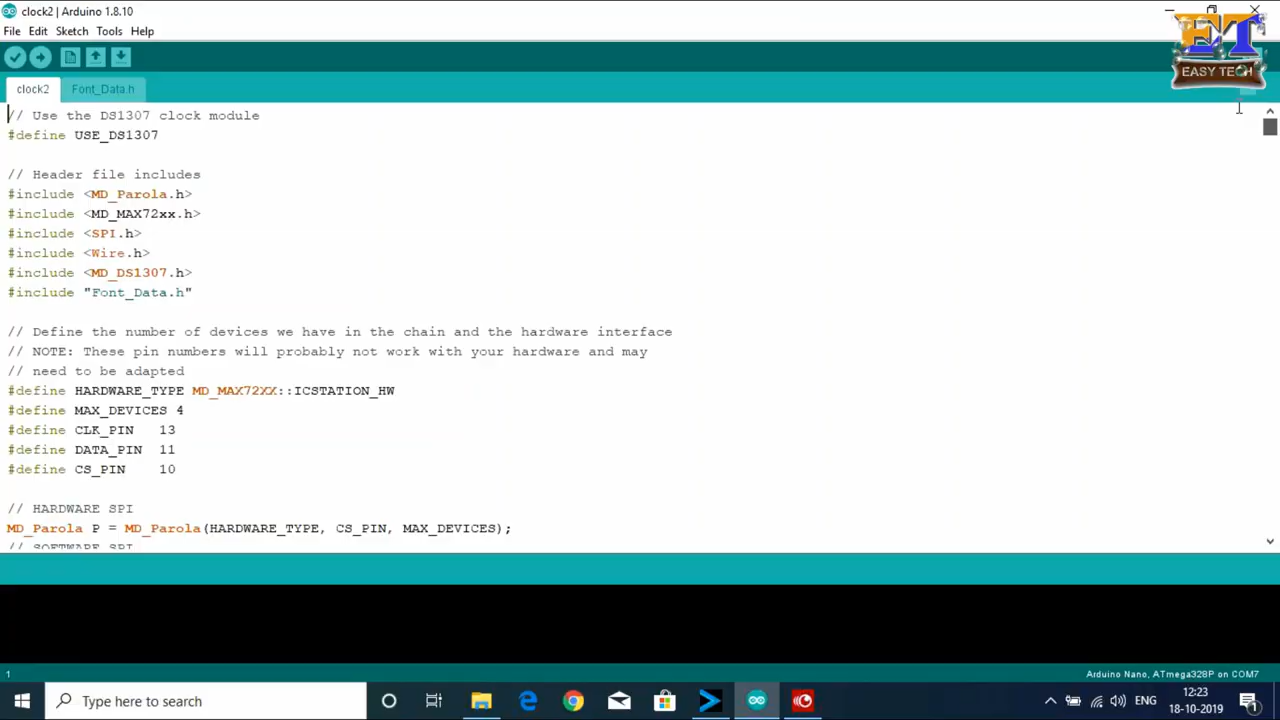 clock2 | Arduino 1.8.10
File Edit Sketch Tools Help
ET
EASY TECH
clock2 Font_Data.h
// Use the DS1307 clock module
#define USE_DS1307
// Header file includes
#include <MD_Parola.h>
#include <MD_MAX72xx.h>
#include <SPI.h>
#include <Wire.h>
#include <MD_DS1307.h>
#include "Font_Data.h"
// Define the number of devices we have in the chain and the hardware interface
// NOTE: These pin numbers will probably not work with your hardware and may
// need to be adapted
#define HARDWARE_TYPE MD_MAX72XX::ICSTATION_HW
#define MAX_DEVICES 4
#define CLK_PIN   13
#define DATA_PIN  11
#define CS_PIN    10
// HARDWARE SPI
MD_Parola P = MD_Parola(HARDWARE_TYPE, CS_PIN, MAX_DEVICES);
// SOFTWARE SPI
1
Arduino Nano, ATmega328P on COM7
Type here to search
ENG
12:23
18-10-2019
1